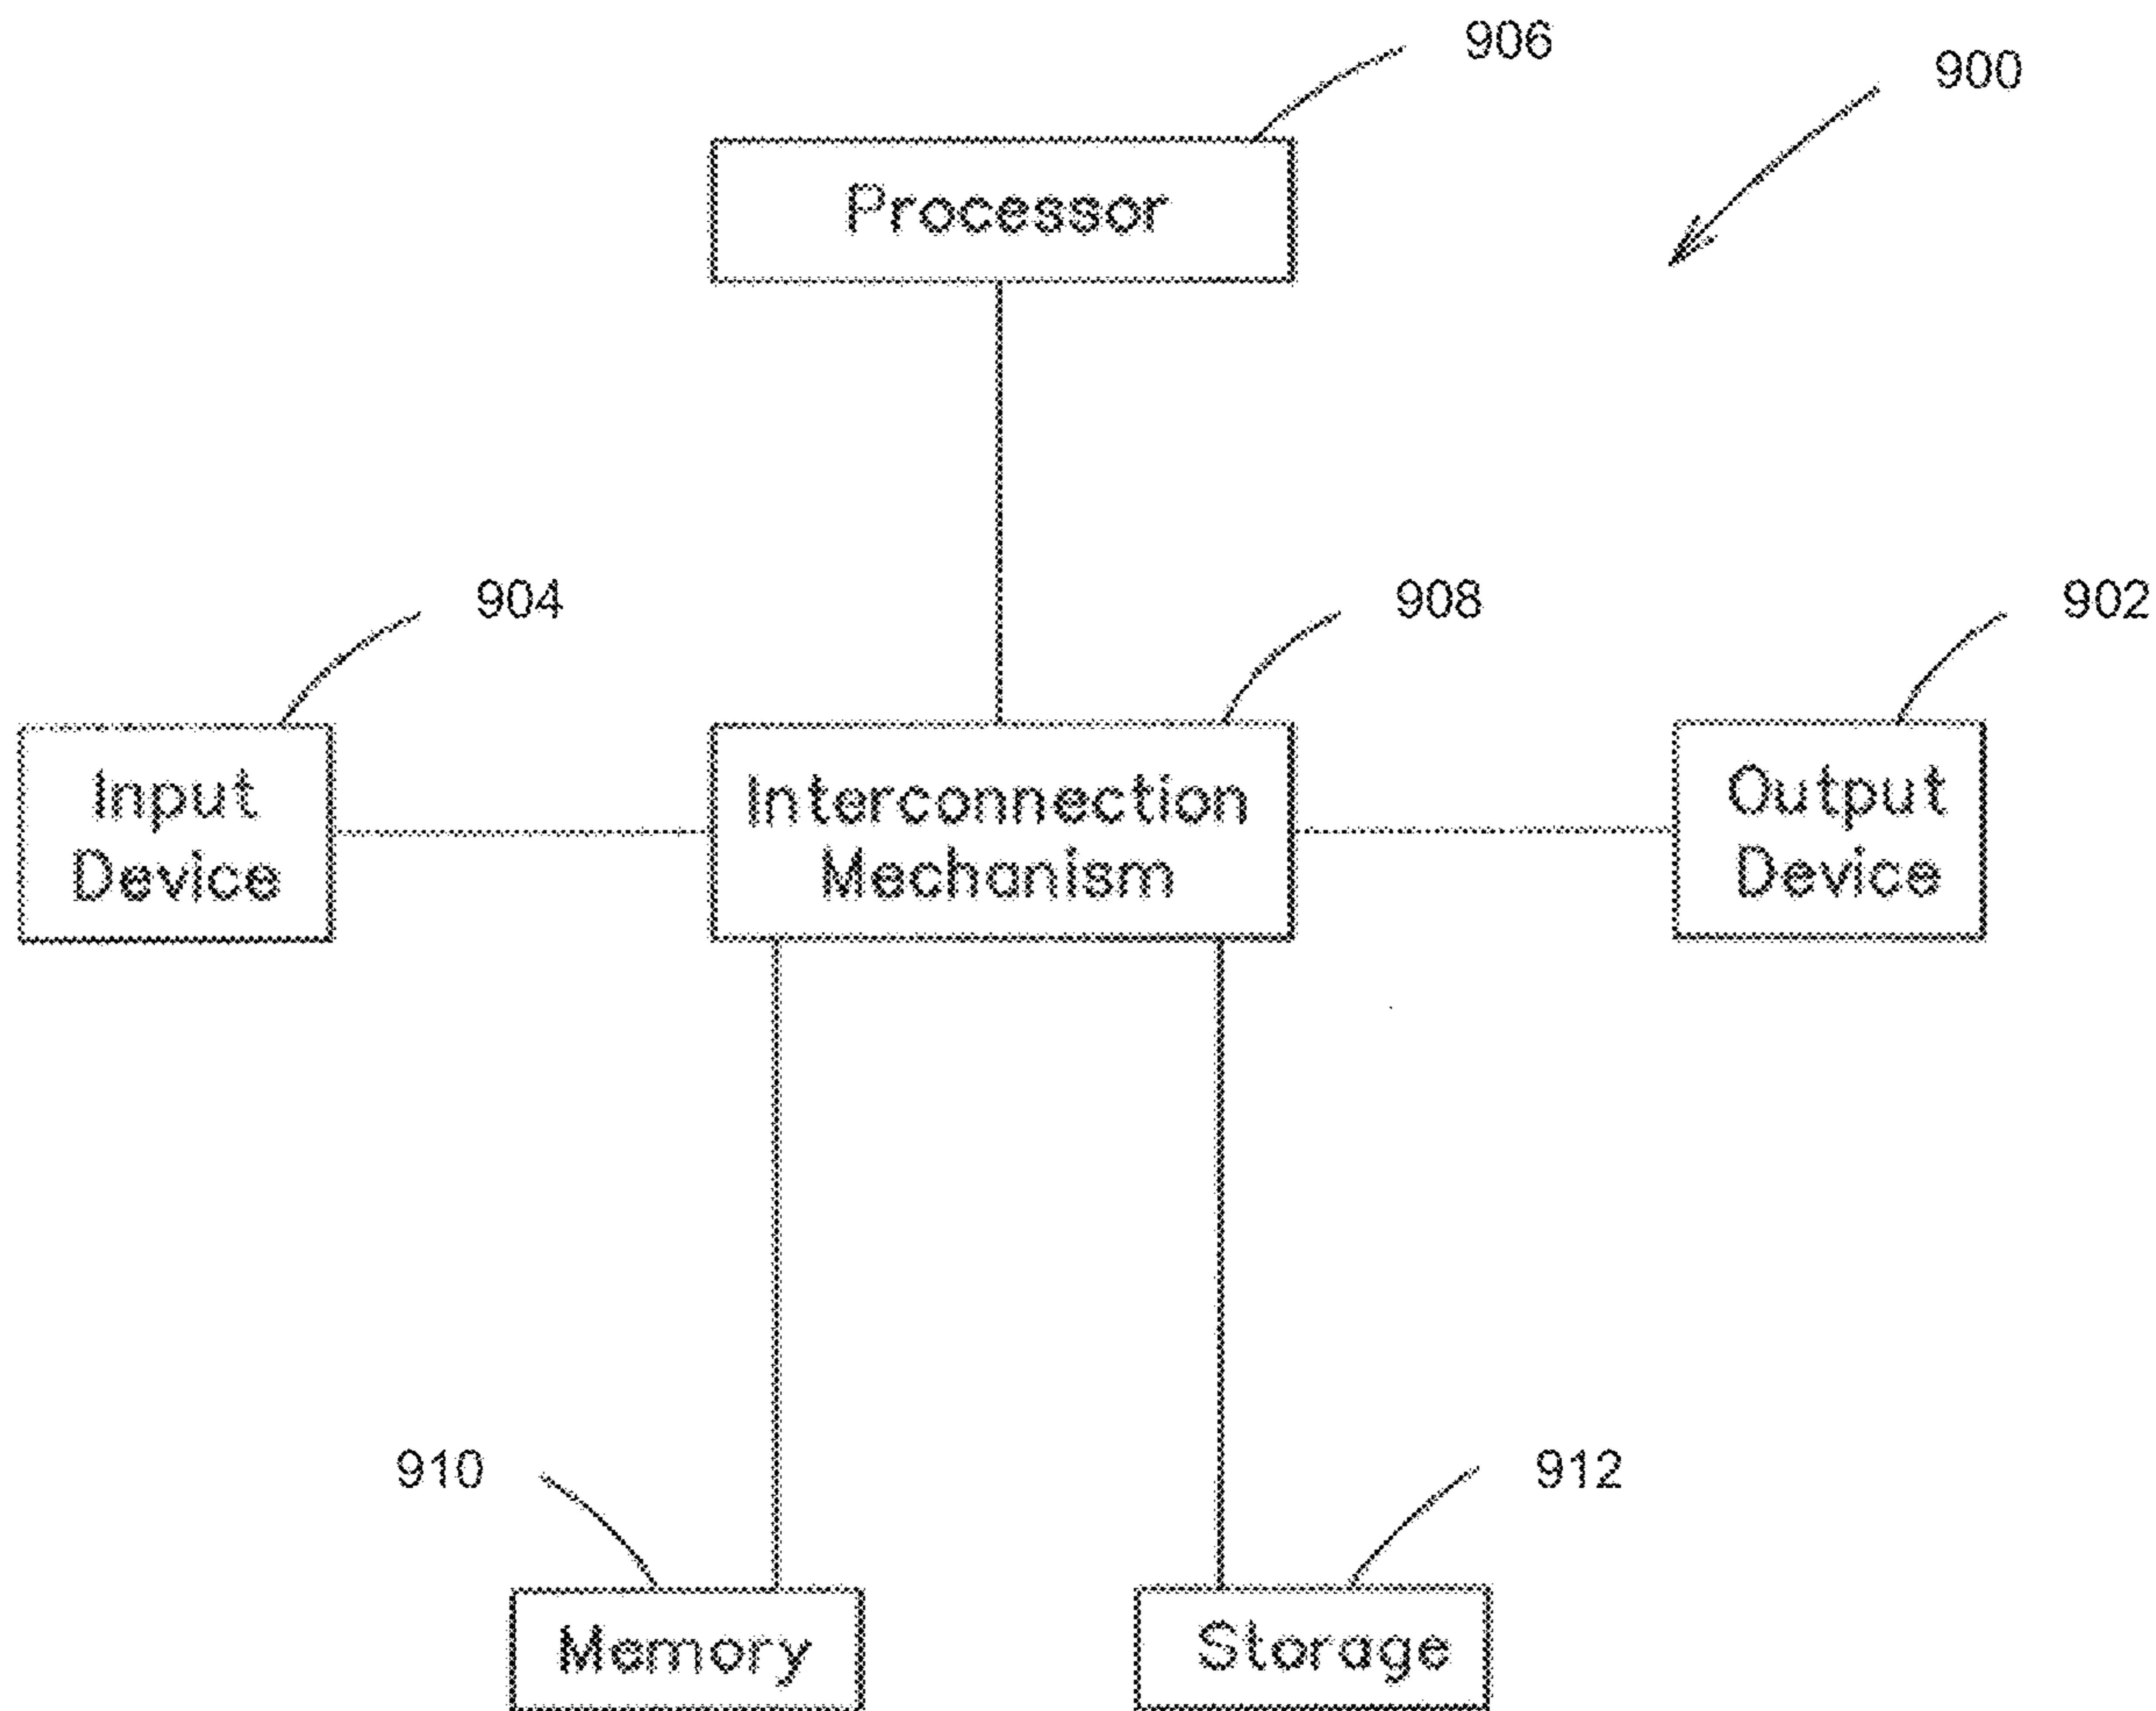 906
900
Processor
904
908
902
Input
Device
Interconnection
Mechanism
Output
Device
910
912
Memory
Storage